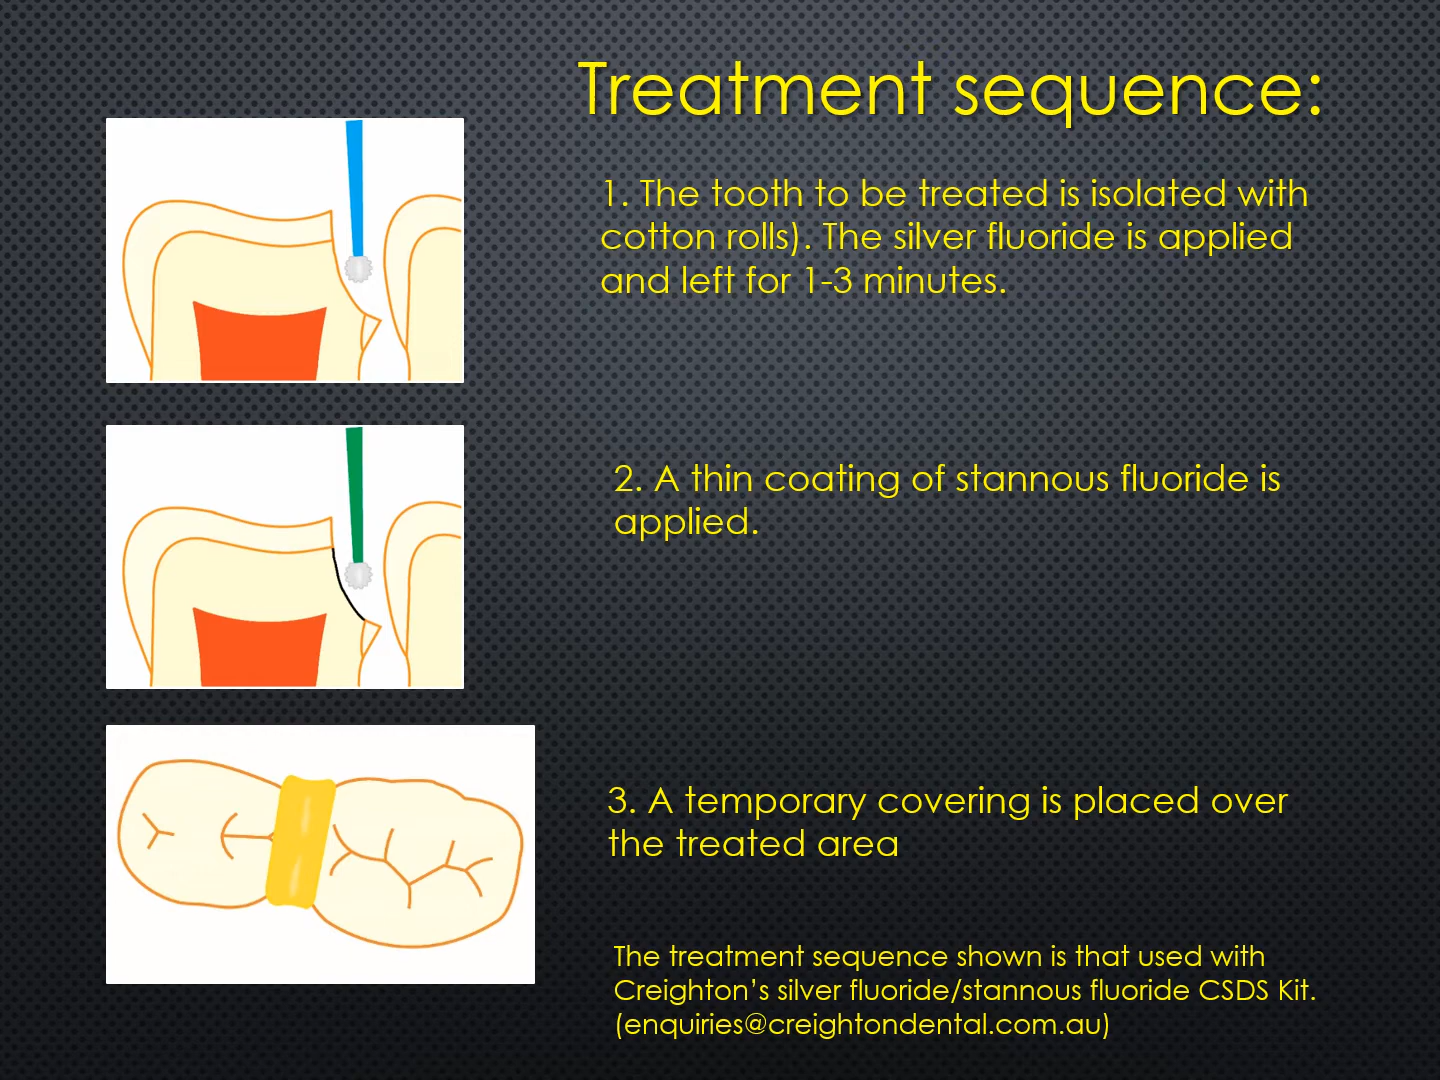 Treatment sequence:
1. The tooth to be treated is isolated with
cotton rolls). The silver fluoride is applied
and left for 1-3 minutes.
2. A thin coating of stannous fluoride is
applied.
3. A temporary covering is placed over
the treated area
The treatment sequence shown is that used with
Creighton’s silver fluoride/stannous fluoride CSDS Kit.
(enquiries@creightondental.com.au)